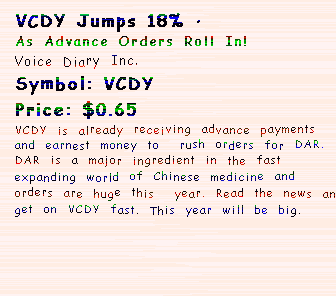 VCDY Jumps 18% ·
As Advance Orders Roll In!
Voice Diary Inc.
Symbol: VCDY
Price: $0.65
VCDY is already receiving advance payments
and earnest money to rush orders for DAR.
DAR is a major ingredient in the fast
expanding world of Chinese medicine and
orders are huge this year. Read the news an
get on VCDY fast. This year will be big.